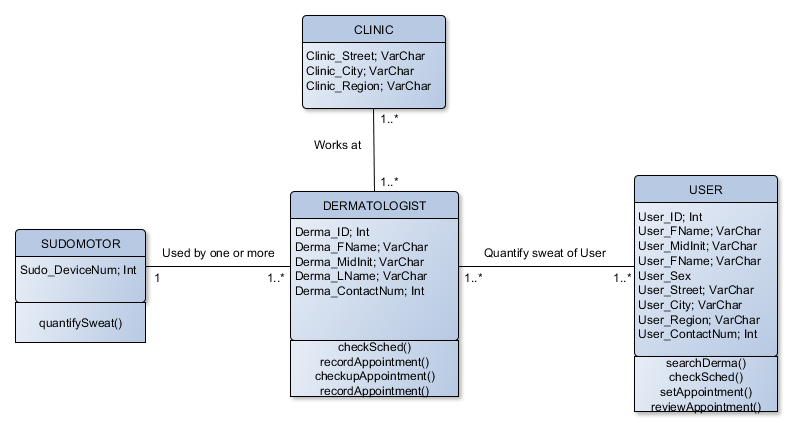 CLINIC
Clinic_Street; VarChar
Clinic_City; VarChar
Clinic_Region; VarChar
1..*
Works at
1..*
DERMATOLOGIST
Derma_ID; Int
Derma_FName; VarChar
Derma_MidInit; VarChar
Derma_LName; VarChar
Derma_ContactNum; Int
checkSched()
recordAppointment()
checkupAppointment()
recordAppointment()
SUDOMOTOR
Sudo_DeviceNum; Int
quantifySweat()
Used by one or more
1
1..*
Quantify sweat of User
1..*
1..*
USER
User_ID; Int
User_FName; VarChar
User_MidInit; VarChar
User_FName; VarChar
User_Sex
User_Street; VarChar
User_City; VarChar
User_Region; VarChar
User_ContactNum; Int
searchDerma()
checkSched()
setAppointment()
reviewAppointment()